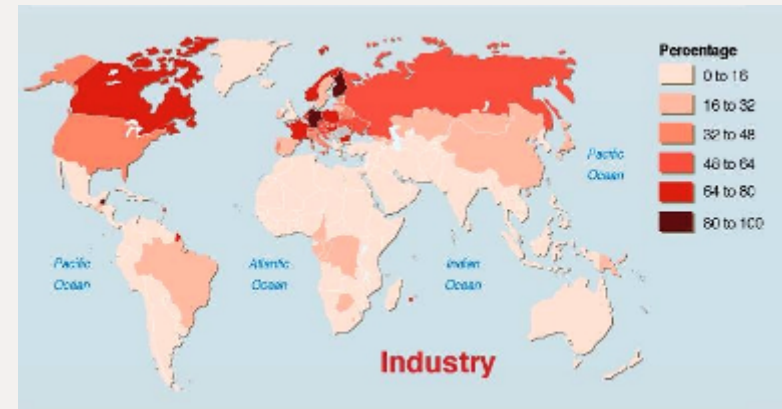 Percentage
0 to 16
16 to 32
32 to 48
48 to 64
64 to 80
80 to 100
Pacific
Ocean
Pacific
Ocean
Atlantic
Ocean
Indian
Ocean
Industry